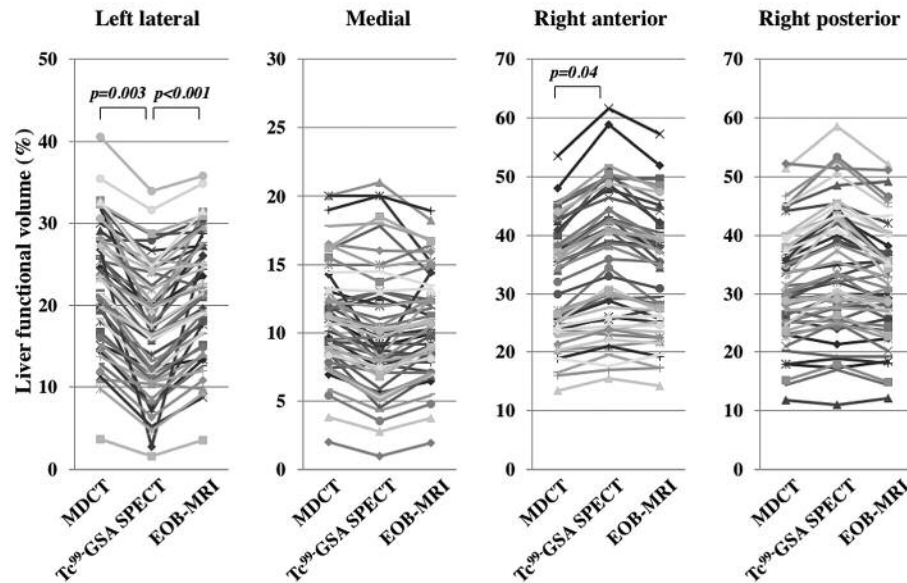 Left lateral
Medial
Right anterior
Right posterior
Liver functional volume (%)
50
40
30
20
10
0
p=0.003 p<0.001
MDCT
Tc⁹⁹-GSA SPECT
EOB-MRI
30
25
20
15
10
5
0
MDCT
Tc⁹⁹-GSA SPECT
EOB-MRI
70
60
50
40
30
20
10
0
p=0.04
MDCT
Tc⁹⁹-GSA SPECT
EOB-MRI
70
60
50
40
30
20
10
0
MDCT
Tc⁹⁹-GSA SPECT
EOB-MRI